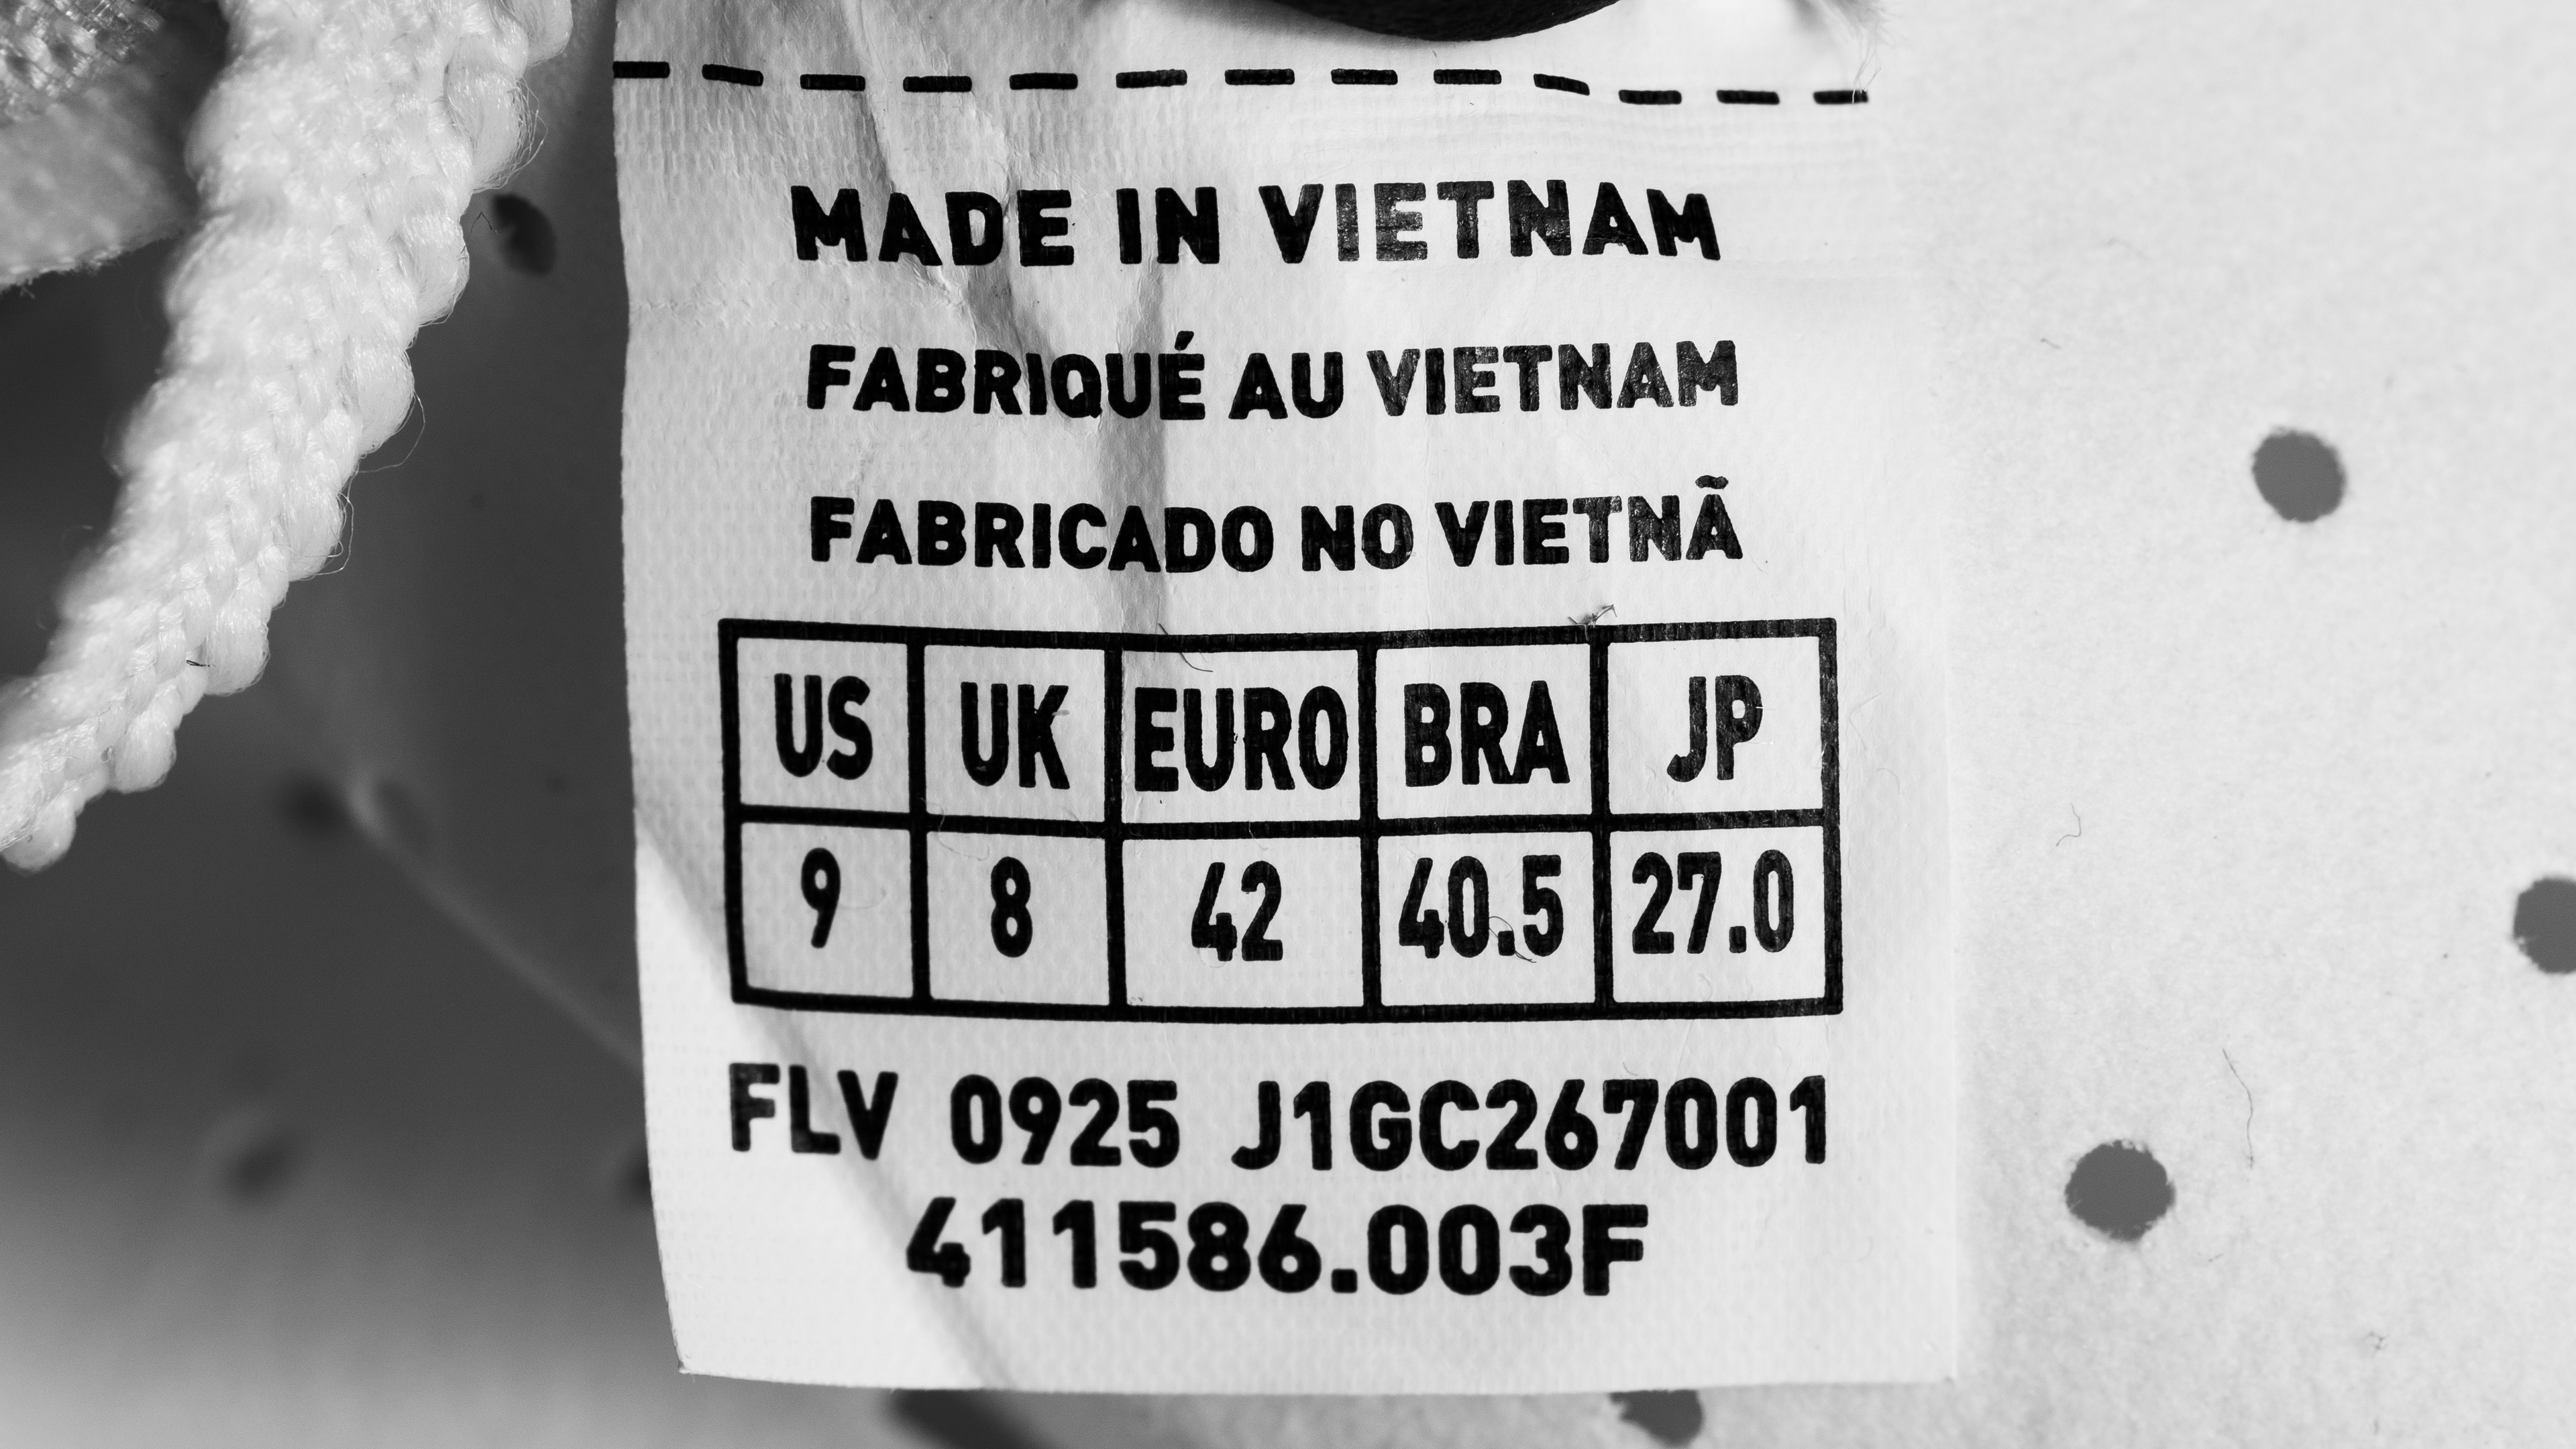 MADE IN VIETNAM
FABRIQUÉ AU VIETNAM
FABRICADO NO VIETNÃ
US UK EURO BRA JP
9 8 42 40.5 27.0
FLV 0925 J1GC267001
411586.003F